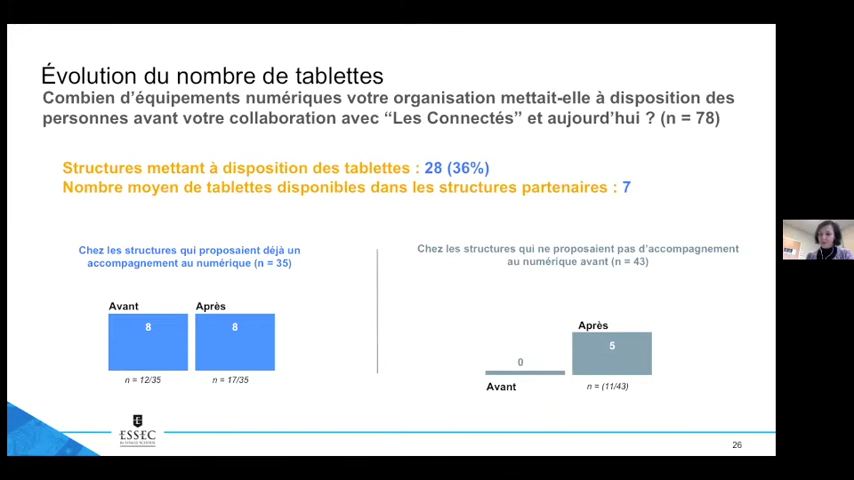 Évolution du nombre de tablettes
Combien d’équipements numériques votre organisation mettait-elle à disposition des
personnes avant votre collaboration avec “Les Connectés” et aujourd’hui ? (n = 78)
Structures mettant à disposition des tablettes : 28 (36%)
Nombre moyen de tablettes disponibles dans les structures partenaires : 7
Chez les structures qui proposaient déjà un
accompagnement au numérique (n = 35)
Avant
Après
8
8
n = 12/35
n = 17/35
Chez les structures qui ne proposaient pas d’accompagnement
au numérique avant (n = 43)
Après
0
5
Avant
n = (11/43)
ESSEC
BUSINESS SCHOOL
26